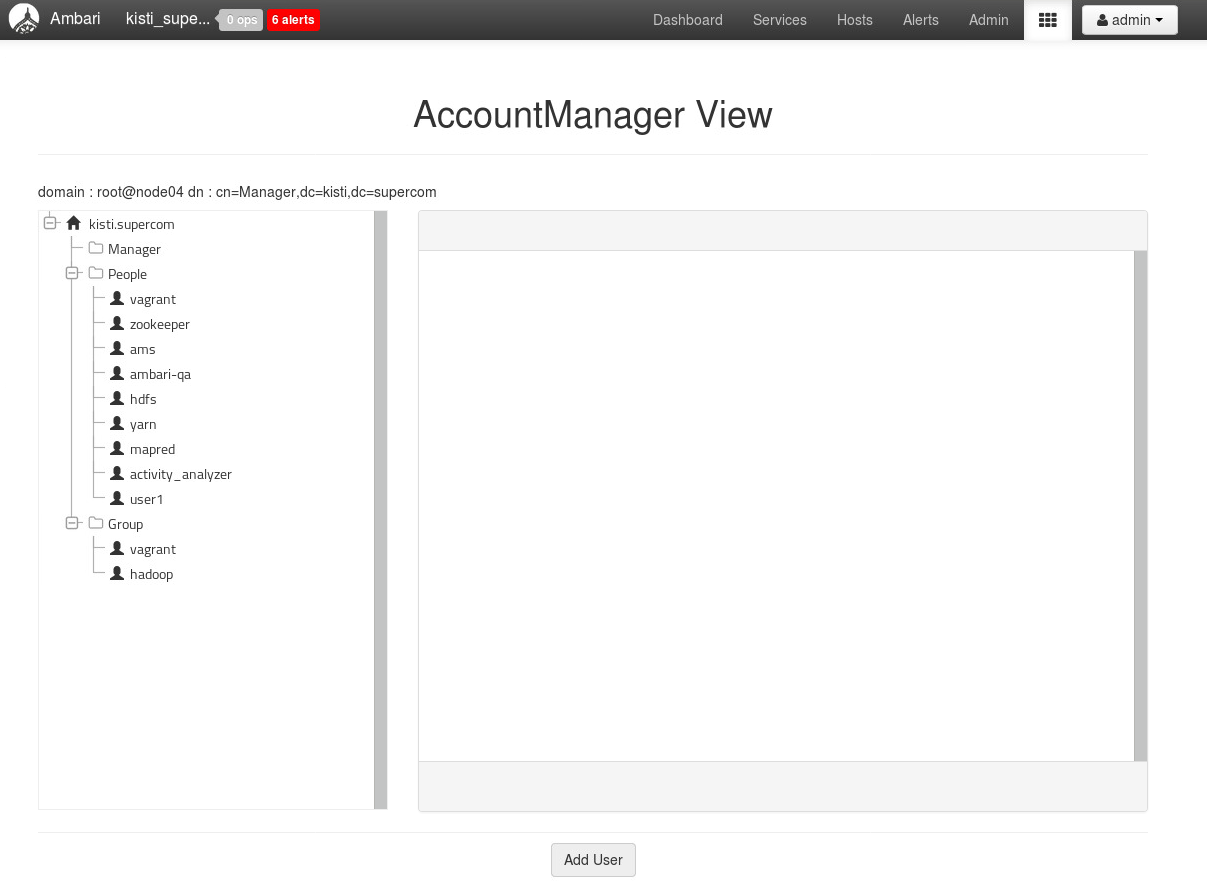 Ambari kisti_supe... 0 ops 6 alerts Dashboard Services Hosts Alerts Admin admin
AccountManager View
domain : root@node04 dn : cn=Manager,dc=kisti,dc=supercom
kisti.supercom
Manager
People
vagrant
zookeeper
ams
ambari-qa
hdfs
yarn
mapred
activity_analyzer
user1
Group
vagrant
hadoop
Add User